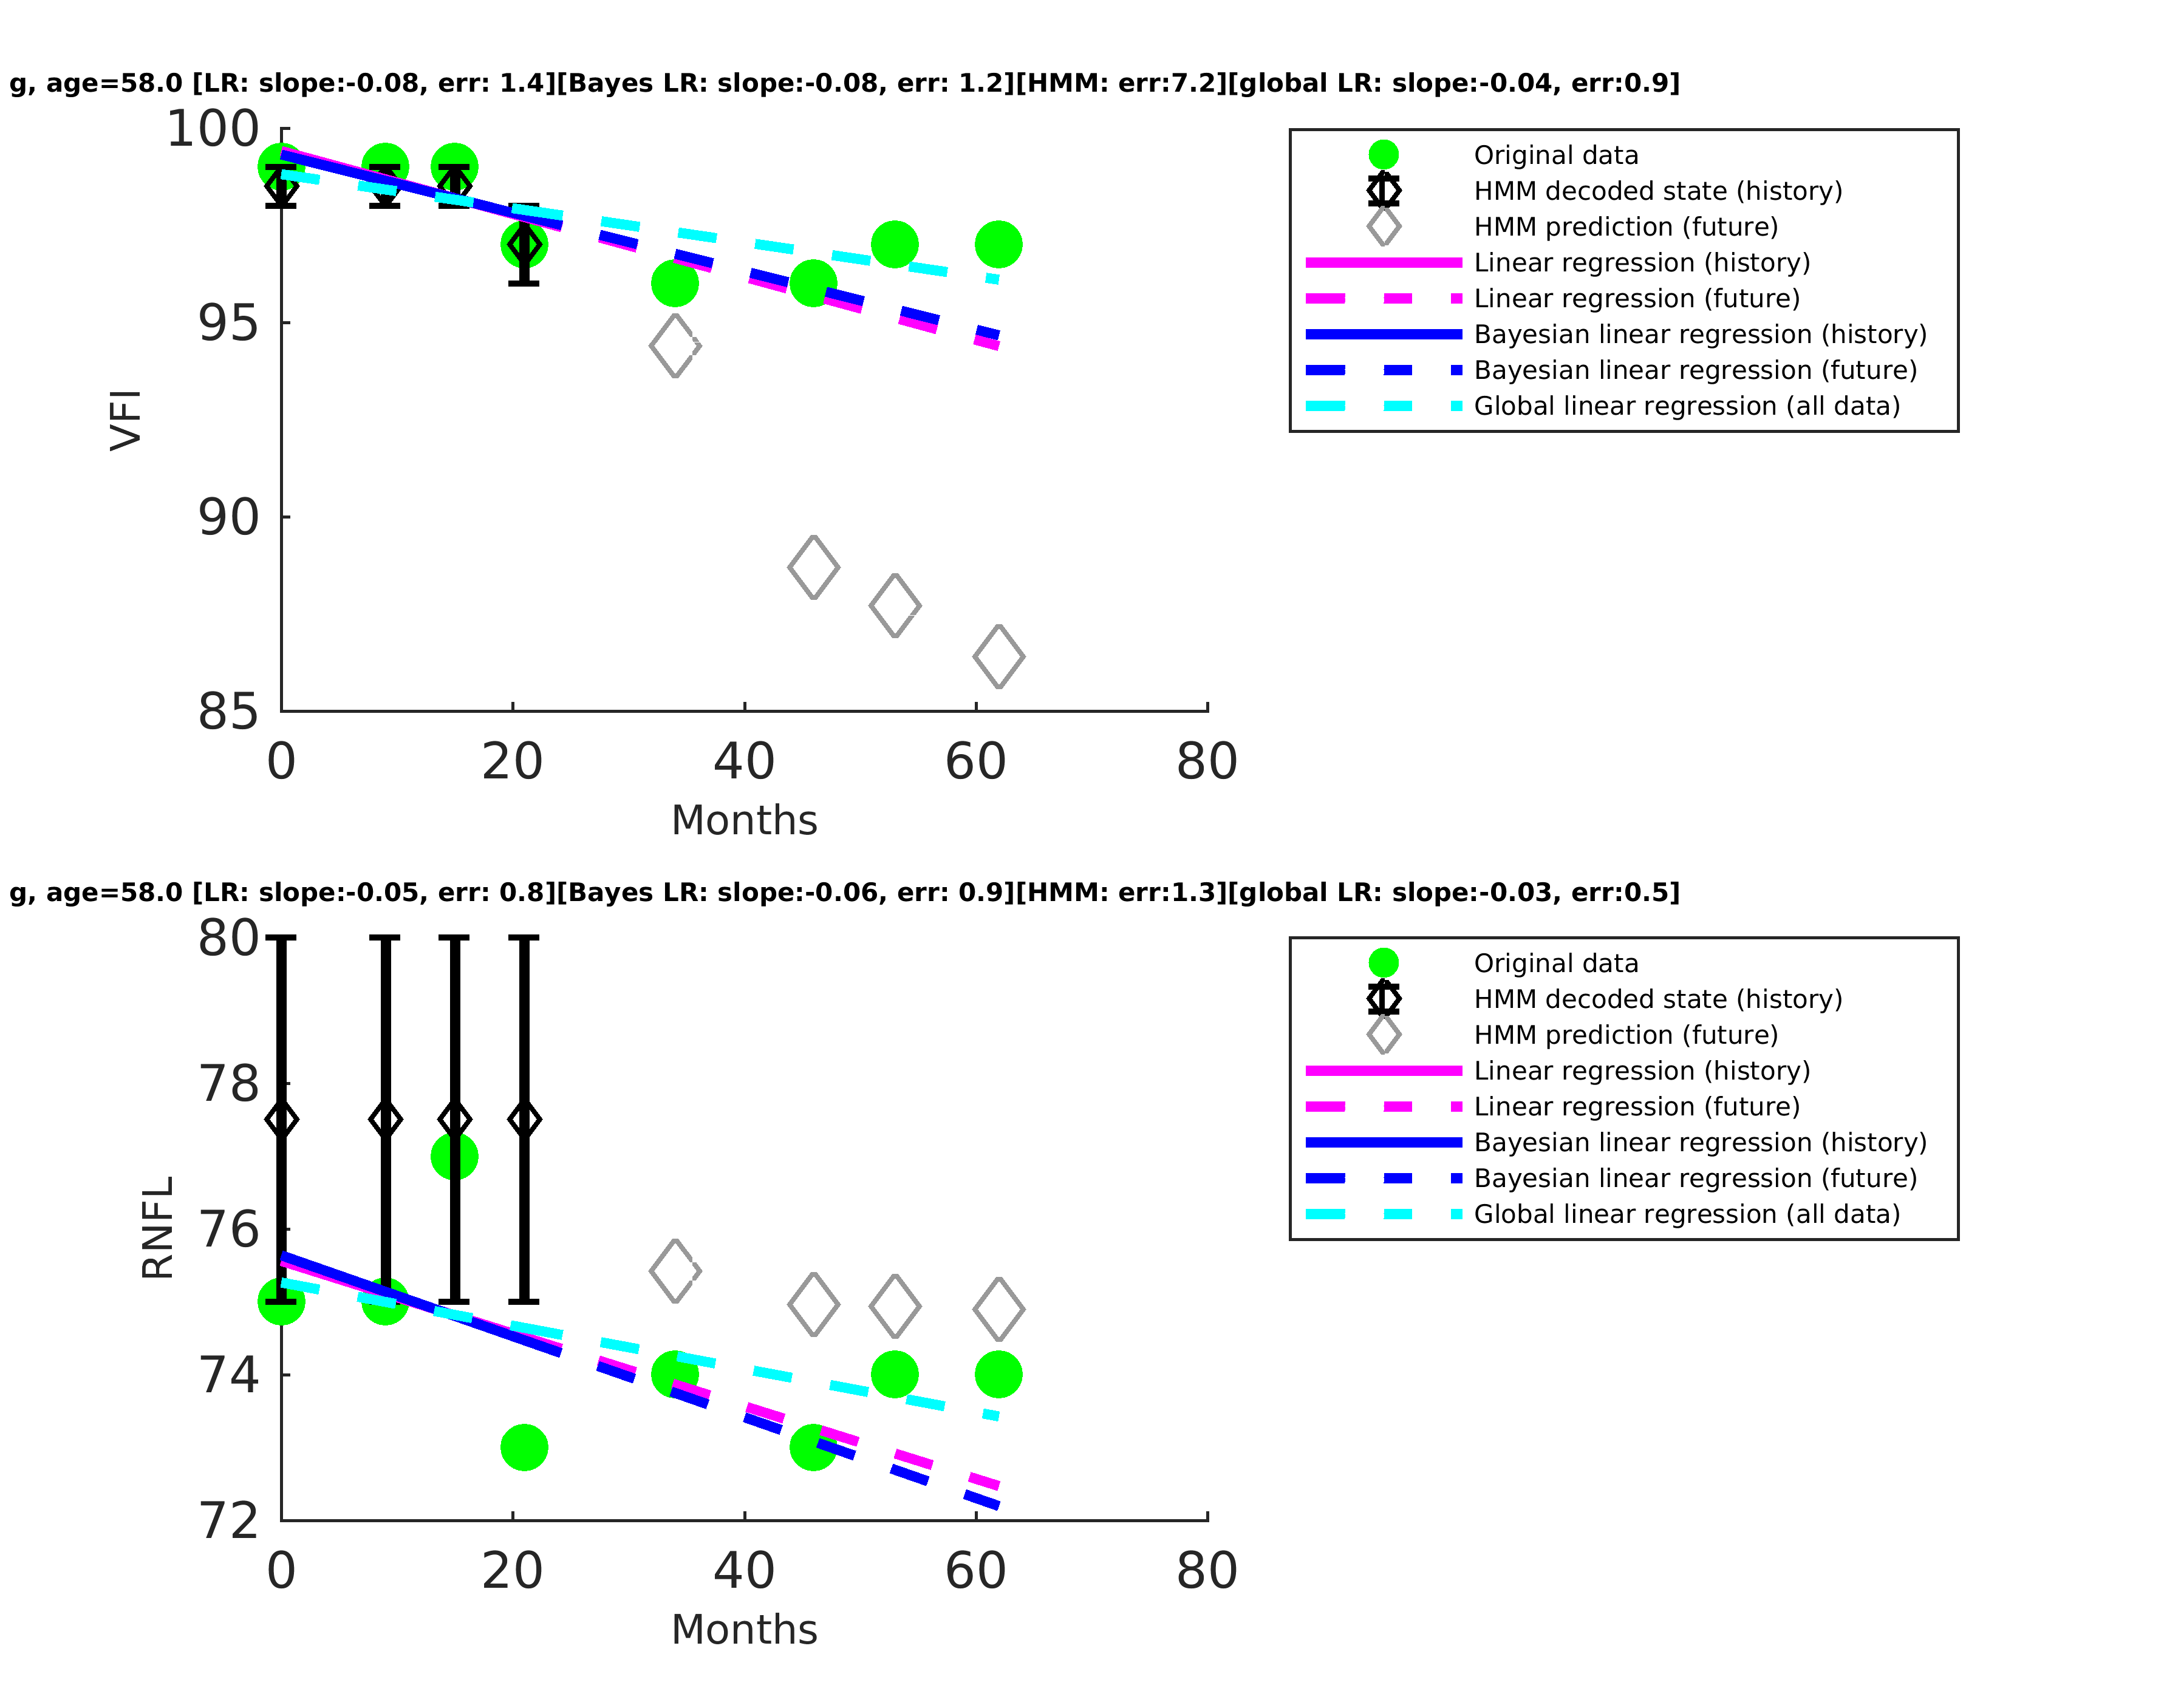 g, age=58.0 [LR: slope:-0.08, err: 1.4][Bayes LR: slope:-0.08, err: 1.2][HMM: err:7.2][global LR: slope:-0.04, err:0.9]
100
95
90
85
VFI
0 20 40 60 80
Months
Original data
HMM decoded state (history)
HMM prediction (future)
Linear regression (history)
Linear regression (future)
Bayesian linear regression (history)
Bayesian linear regression (future)
Global linear regression (all data)
g, age=58.0 [LR: slope:-0.05, err: 0.8][Bayes LR: slope:-0.06, err: 0.9][HMM: err:1.3][global LR: slope:-0.03, err:0.5]
80
78
76
74
72
RNFL
0 20 40 60 80
Months
Original data
HMM decoded state (history)
HMM prediction (future)
Linear regression (history)
Linear regression (future)
Bayesian linear regression (history)
Bayesian linear regression (future)
Global linear regression (all data)